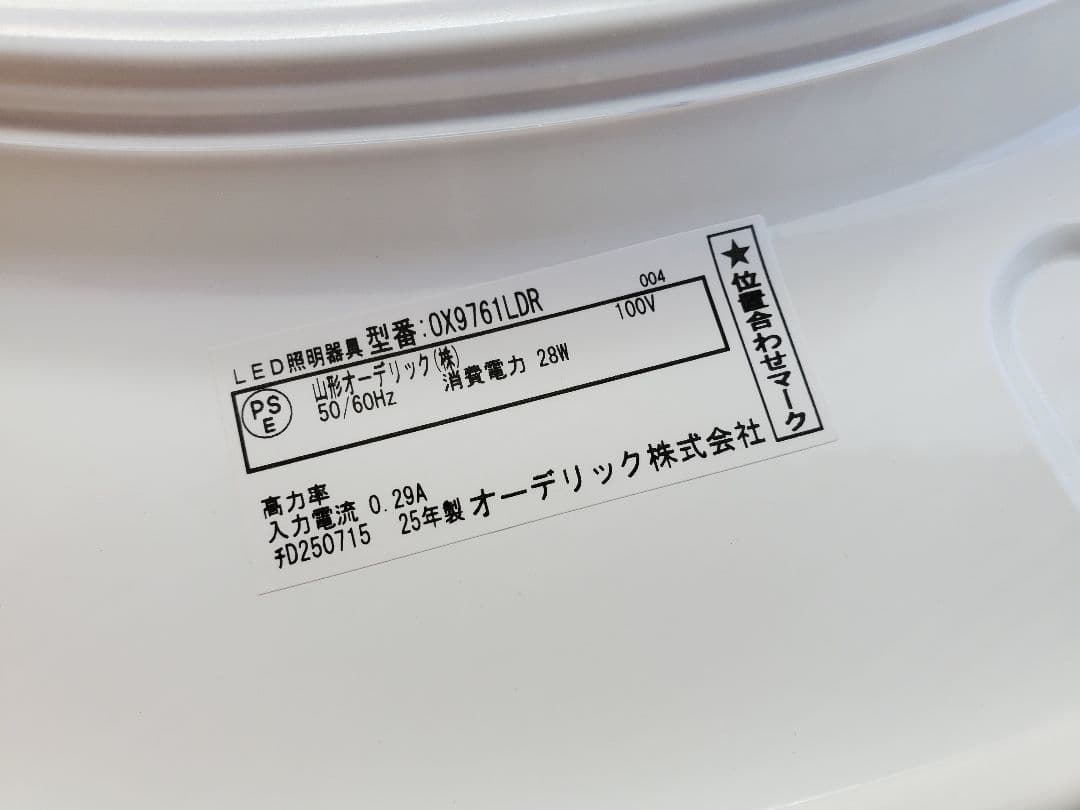 LED照明器具 型番:OX9761LDR 004
PSE 山形オーデリック(株) 100V
50/60Hz 消費電力 28W
高力率
入力電流 0.29A
チD250715 25年製 オーデリック株式会社
★位置合わせマーク